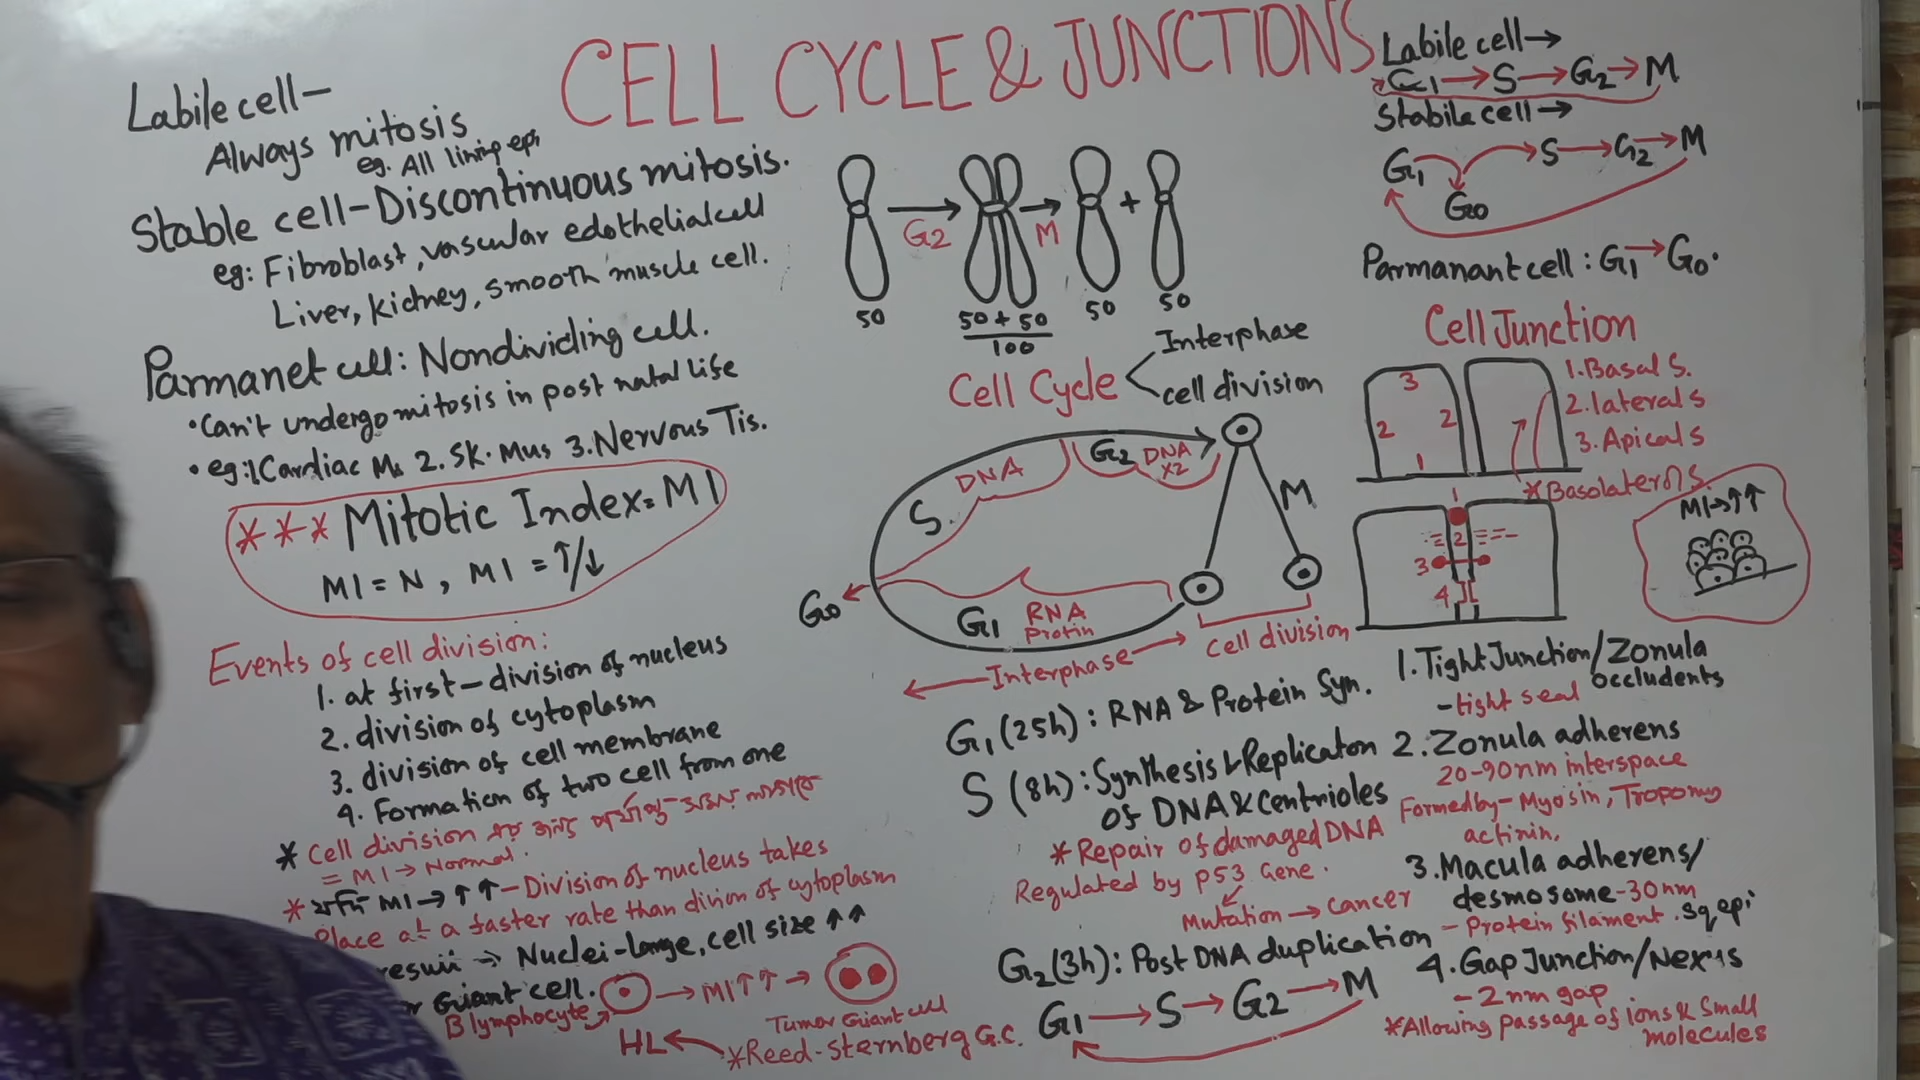 CELL CYCLE & JUNCTIONS
Labile cell-
Always mitosis
eg. All lining epi
Stable cell-Discontinuous mitosis.
eg: Fibroblast, vascular edothelial cell
Liver, kidney, smooth muscle cell.
Parmanet cell: Nondividing cell.
• Can't undergo mitosis in post natal life
• eg: 1. Cardiac Ms 2. SK. Mus 3. Nervous Tis.
*** Mitotic Index = MI
MI = N, MI = ↑/↓
Events of cell division:
1. at first - division of nucleus
2. division of cytoplasm
3. division of cell membrane
4. Formation of two cell from one
* Cell division এর জন্য
= MI → Normal.
* যদি MI → ↑↑ - Division of nucleus takes
place at a faster rate than divion of cytoplasm
→ Nuclei-Large, cell size ↑↑
Giant cell. → MI ↑↑ →
B lymphocyte
Tumor Giant cell
HL ← *Reed-Sternberg G.C.
G2 M
50 50 + 50 50 50
100
Cell Cycle
Interphase
cell division
S DNA G2 DNA X2
M
G0
G1 RNA Protin
Interphase Cell division
G1 (25h): RNA & Protein Syn.
S (8h): Synthesis & Replicaton
of DNA & Centrioles
* Repair of damaged DNA
Regulated by P53 Gene.
Mutation → cancer
G2 (3h): Post DNA duplication
G1 → S → G2 → M
Labile cell →
G1 → S → G2 → M
Stabile cell →
G1 S → G2 → M
G0
Parmanant cell: G1 → G0.
Cell Junction
3
2 2
1
1. Basal S.
2. lateral S
3. Apical S
* Basolateral S.
1
2
3
4
MI → ↑↑
1. Tight Junction/Zonula
occludents
- tight seal
2. Zonula adherens
20-90nm interspace
Formed by - Myosin, Tropomy
actinin.
3. Macula adherens/
desmosome - 30nm
- Protein filament. Sq epi
4. Gap Junction/Nexus
- 2nm gap
* Allowing passage of ions & small
molecules